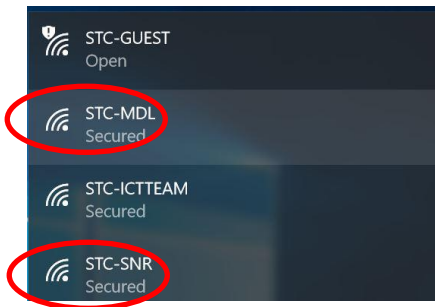 STC-GUEST
Open
STC-MDL
Secured
STC-ICTTEAM
Secured
STC-SNR
Secured